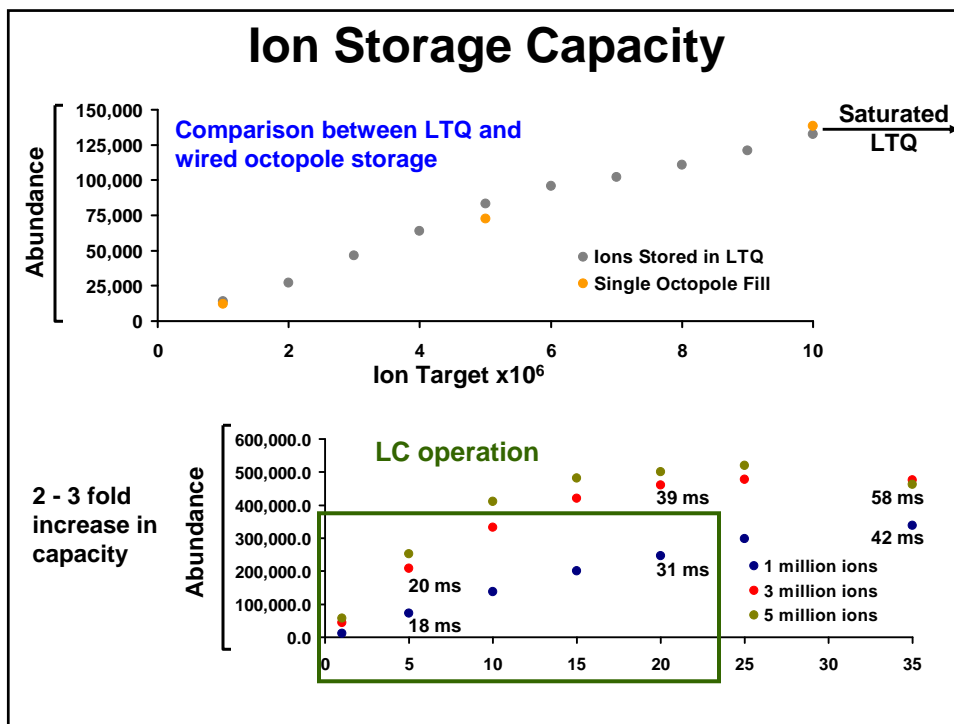 Ion Storage Capacity
150,000
125,000
100,000
75,000
50,000
25,000
0
Abundance
Comparison between LTQ and
wired octopole storage
Saturated
LTQ
Ions Stored in LTQ
Single Octopole Fill
0 2 4 6 8 10
Ion Target x10⁶
2 - 3 fold
increase in
capacity
Abundance
600,000.0
500,000.0
400,000.0
300,000.0
200,000.0
100,000.0
0.0
LC operation
39 ms
58 ms
42 ms
31 ms
20 ms
18 ms
1 million ions
3 million ions
5 million ions
0 5 10 15 20 25 30 35